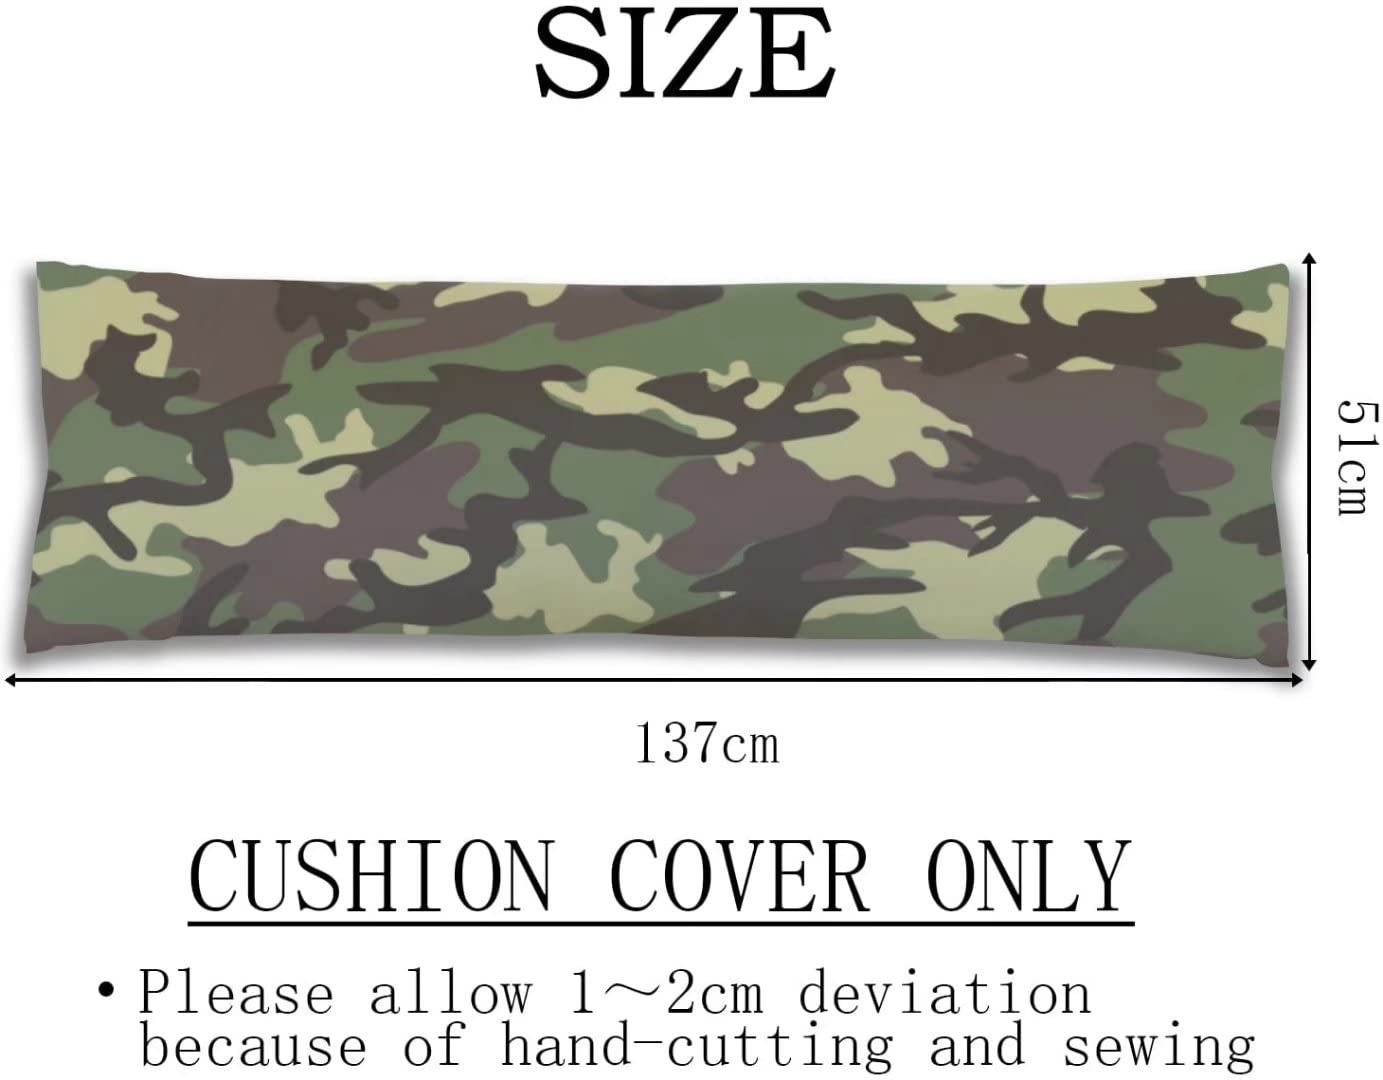 SIZE
51cm
137cm
CUSHION COVER ONLY
• Please allow 1～2cm deviation
because of hand-cutting and sewing